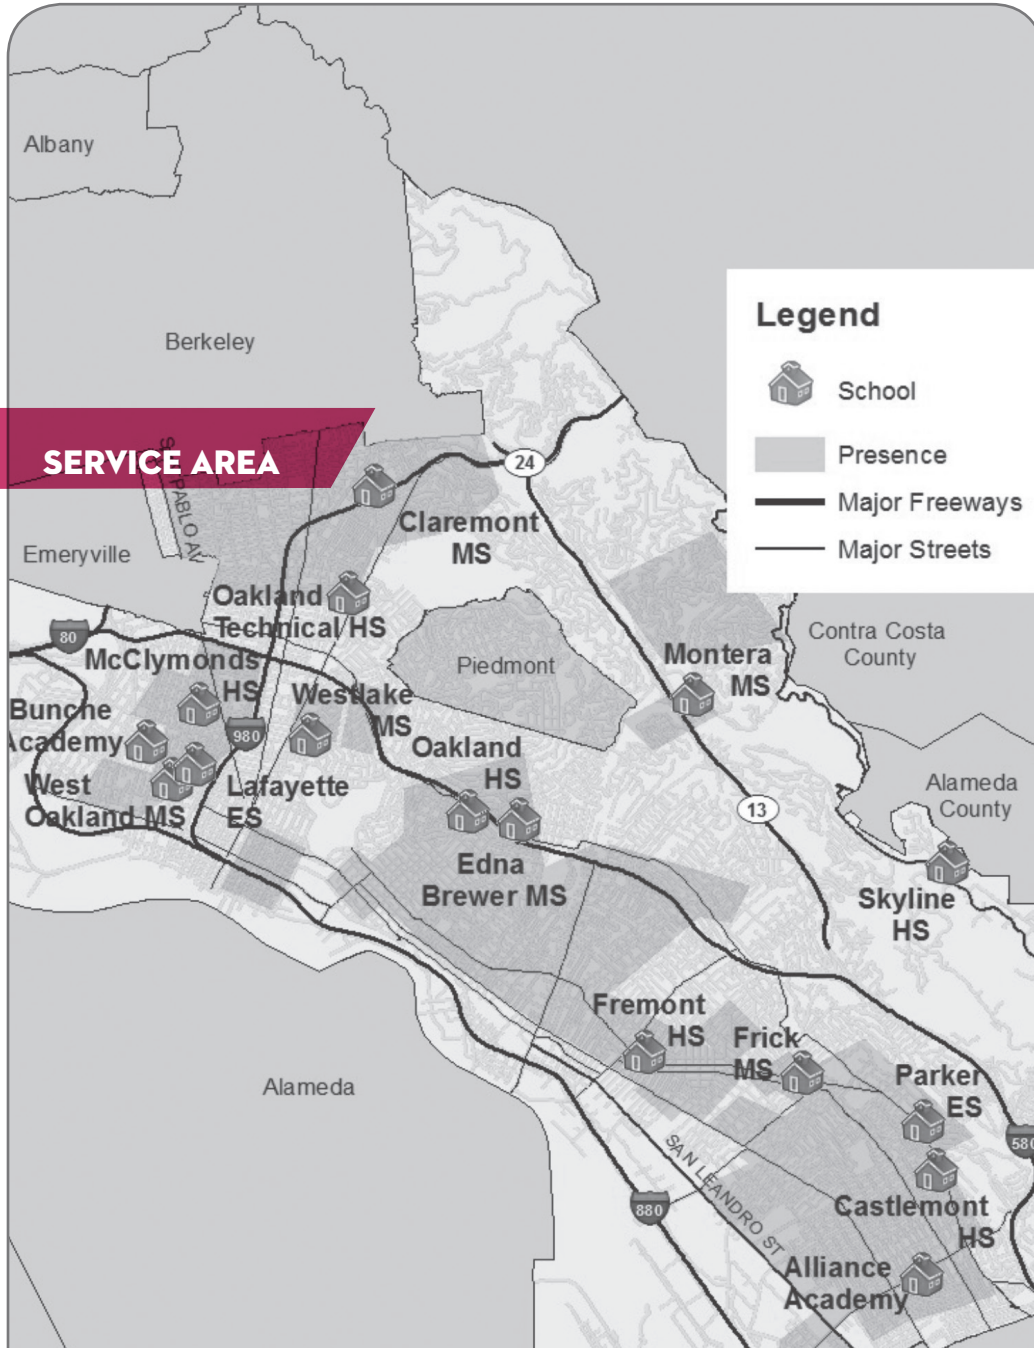 Albany
Berkeley
Legend
School
SERVICE AREA
Presence
24
PABLO AV
Major Freeways
Claremont
MS
Major Streets
Emeryville
Oakland
Technical HS
80
Contra Costa
County
McClymonds
HS
Piedmont
Montera
MS
Westlake
MS
Bunche
Academy
980
Oakland
HS
West
Oakland MS
Lafayette
ES
Alameda
County
13
Edna
Brewer MS
Skyline
HS
Fremont
HS
Frick
MS
Parker
ES
Alameda
580
SAN LEANDRO ST
880
Castlemont
HS
Alliance
Academy